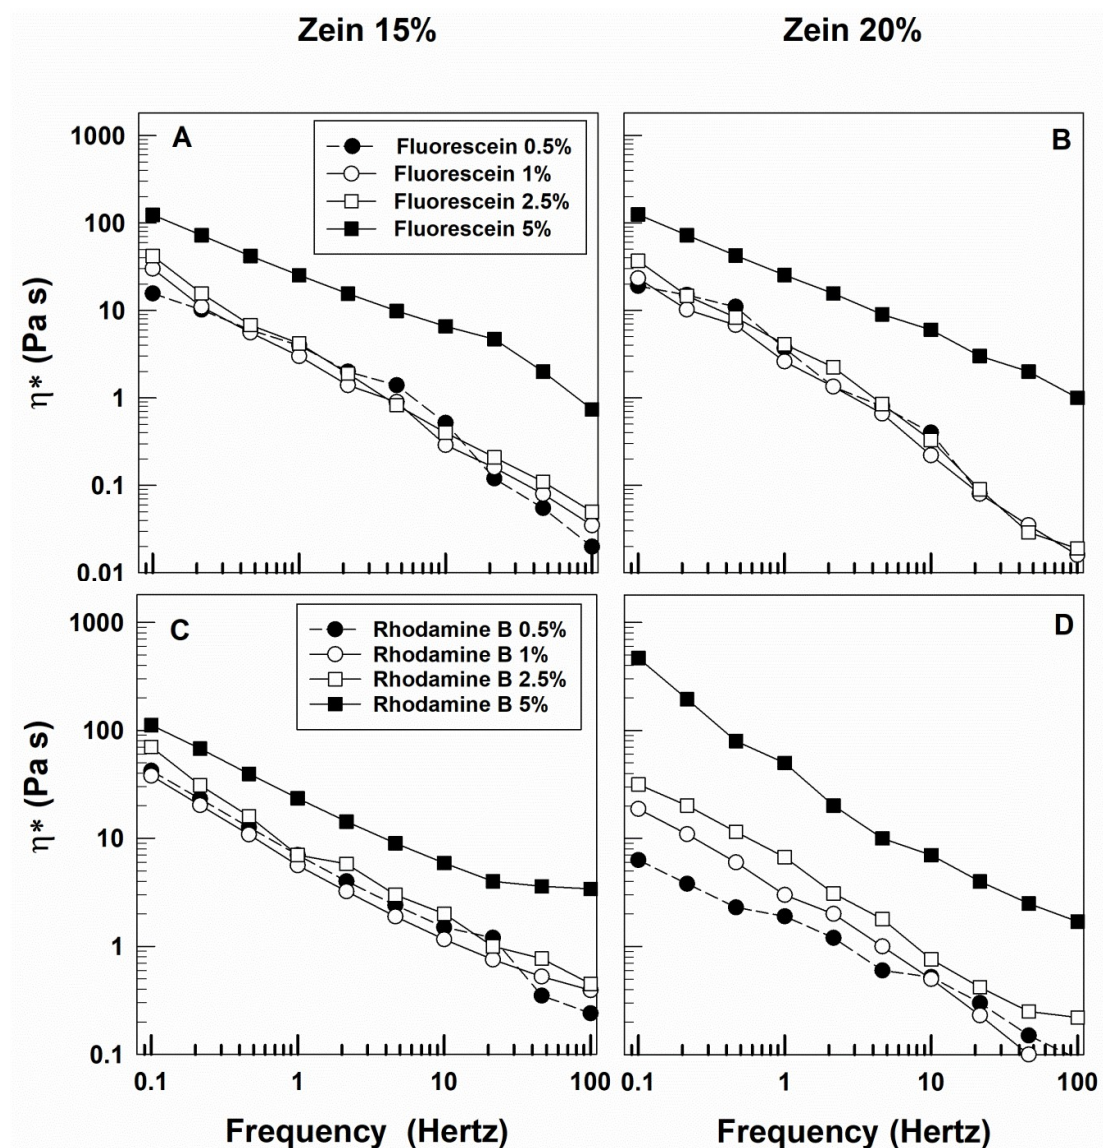 Zein 15%
Zein 20%
A
B
Fluorescein 0.5%
Fluorescein 1%
Fluorescein 2.5%
Fluorescein 5%
1000
100
10
1
0.1
0.01
η* (Pa s)
C
D
Rhodamine B 0.5%
Rhodamine B 1%
Rhodamine B 2.5%
Rhodamine B 5%
1000
100
10
1
0.1
η* (Pa s)
0.1 1 10 100
0.1 1 10 100
Frequency (Hertz)
Frequency (Hertz)